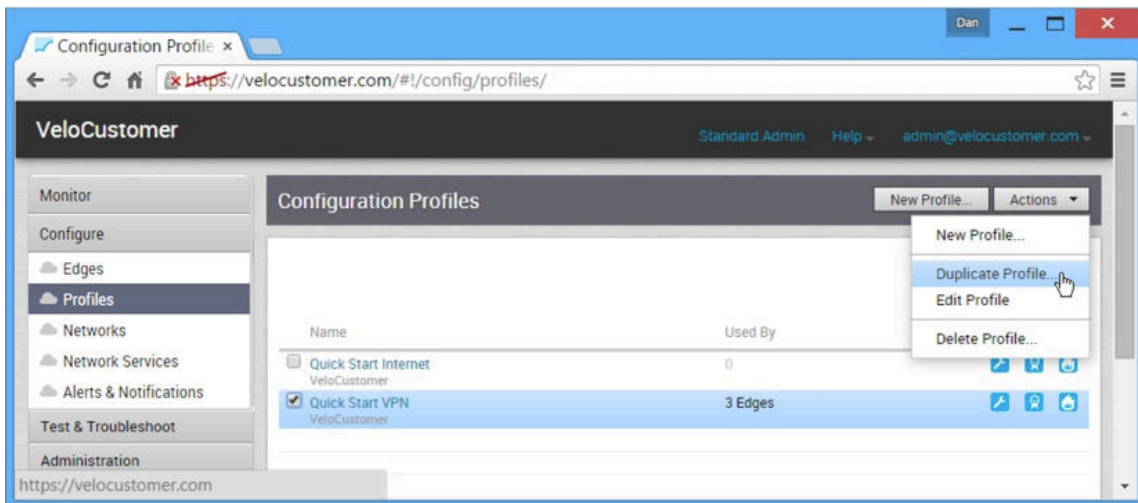 Dan
Configuration Profile ×
https://velocustomer.com/#!/config/profiles/
VeloCustomer
Standard Admin Help admin@velocustomer.com
Monitor
Configuration Profiles
New Profile... Actions
Configure
New Profile...
Edges
Duplicate Profile...
Profiles
Edit Profile
Networks
Name Used By
Delete Profile...
Network Services
Quick Start Internet 0
VeloCustomer
Alerts & Notifications
Quick Start VPN 3 Edges
VeloCustomer
Test & Troubleshoot
Administration
https://velocustomer.com